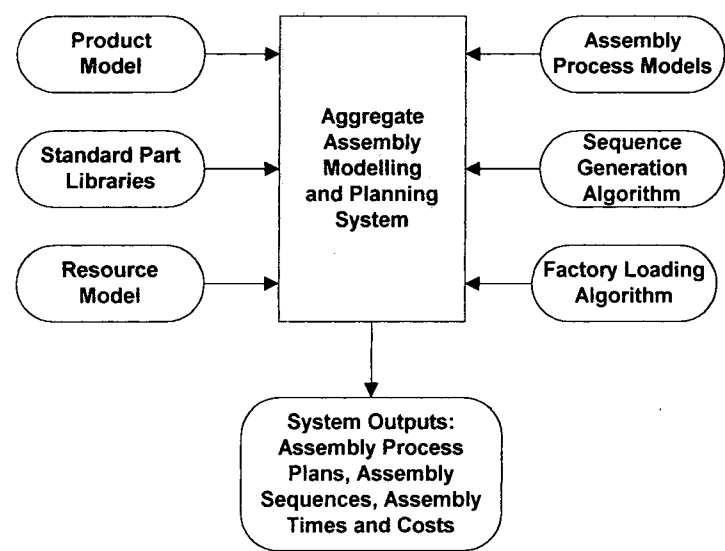 Product
Model
Standard Part
Libraries
Resource
Model
Aggregate
Assembly
Modelling
and Planning
System
Assembly
Process Models
Sequence
Generation
Algorithm
Factory Loading
Algorithm
System Outputs:
Assembly Process
Plans, Assembly
Sequences, Assembly
Times and Costs